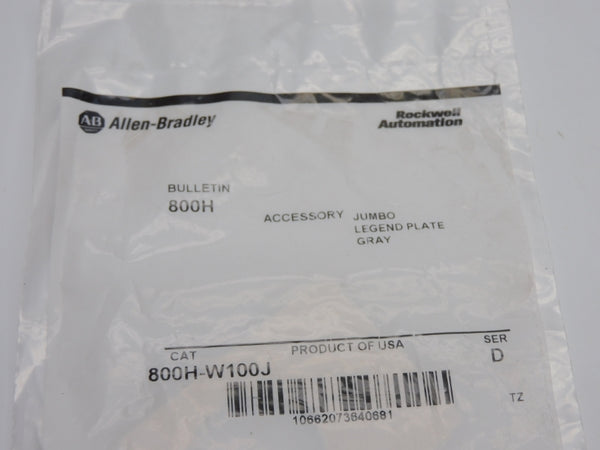 AB Allen-Bradley
Rockwell
Automation
BULLETIN
800H
ACCESSORY JUMBO
LEGEND PLATE
GRAY
CAT PRODUCT OF USA SER
800H-W100J D
10662073640681
TZ